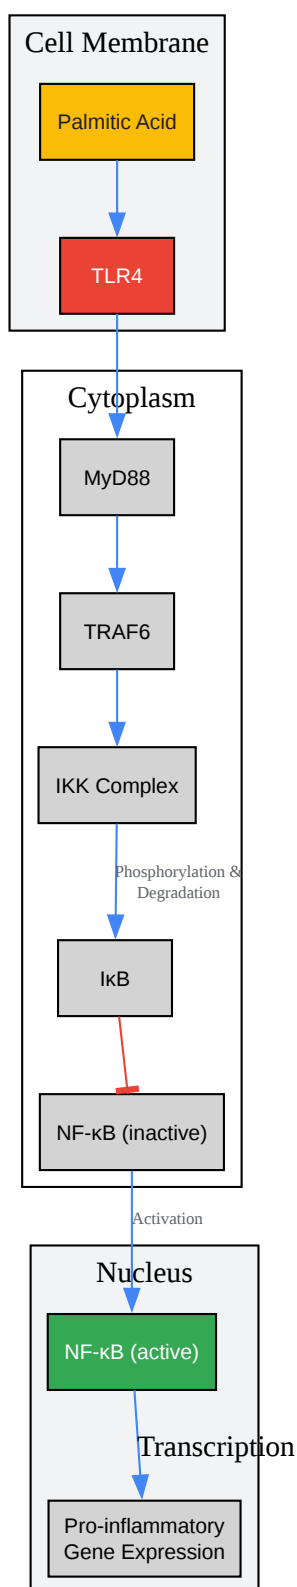 Cell Membrane
Palmitic Acid
TLR4
Cytoplasm
MyD88
TRAF6
IKK Complex
Phosphorylation &
Degradation
IκB
NF-κB (inactive)
Activation
Nucleus
NF-κB (active)
Transcription
Pro-inflammatory
Gene Expression